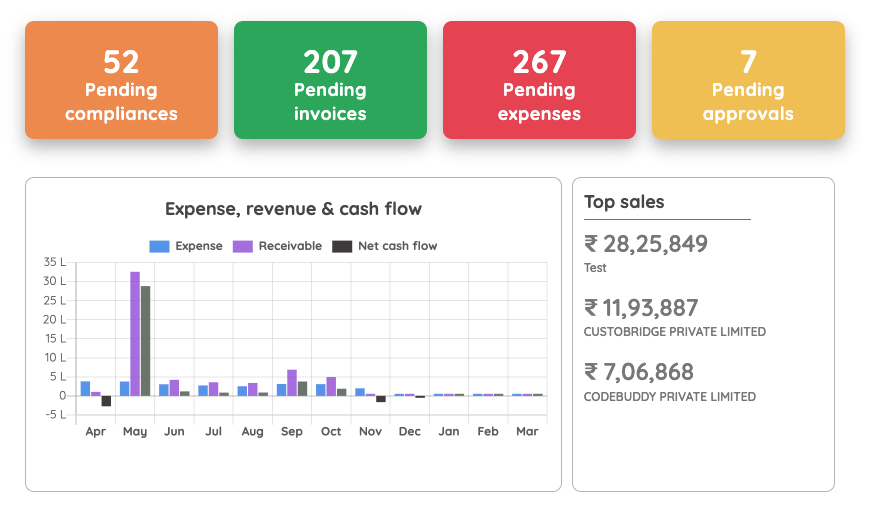 52
Pending
compliances
207
Pending
invoices
267
Pending
expenses
7
Pending
approvals
Expense, revenue & cash flow
Expense Receivable Net cash flow
35 L
30 L
25 L
20 L
15 L
10 L
5 L
0
-5 L
Apr May Jun Jul Aug Sep Oct Nov Dec Jan Feb Mar
Top sales
₹ 28,25,849
Test
₹ 11,93,887
CUSTOBRIDGE PRIVATE LIMITED
₹ 7,06,868
CODEBUDDY PRIVATE LIMITED